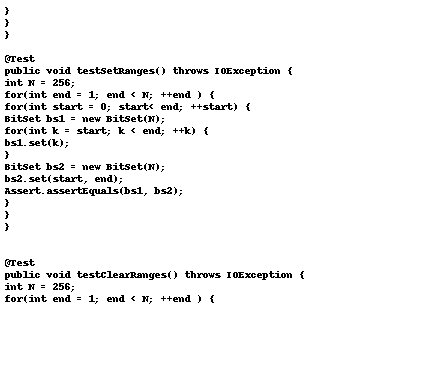 }
}
}
@Test
public void testSetRanges() throws IOException {
int N = 256;
for(int end = 1; end < N; ++end ) {
for(int start = 0; start< end; ++start) {
BitSet bs1 = new BitSet(N);
for(int k = start; k < end; ++k) {
bs1.set(k);
}
BitSet bs2 = new BitSet(N);
bs2.set(start, end);
Assert.assertEquals(bs1, bs2);
}
}
}
@Test
public void testClearRanges() throws IOException {
int N = 256;
for(int end = 1; end < N; ++end ) {